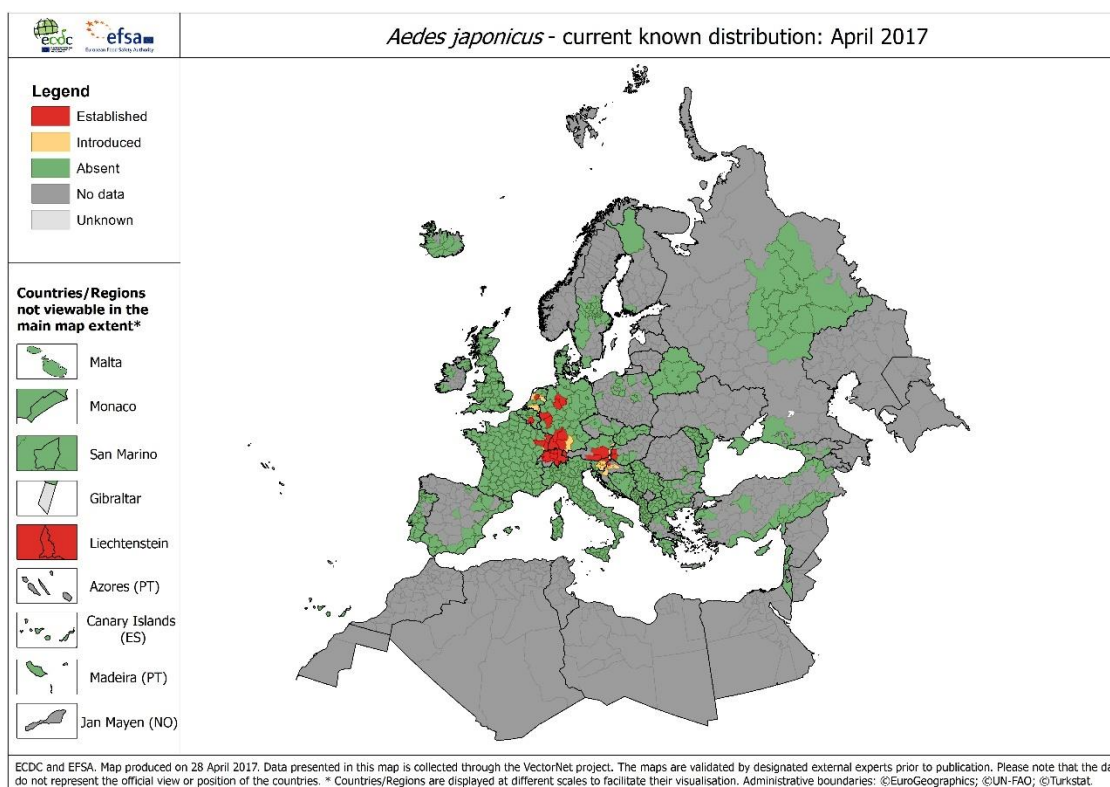 ecdc
efsa
European Food Safety Authority
Aedes japonicus - current known distribution: April 2017
Legend
Established
Introduced
Absent
No data
Unknown
Countries/Regions
not viewable in the
main map extent*
Malta
Monaco
San Marino
Gibraltar
Liechtenstein
Azores (PT)
Canary Islands
(ES)
Madeira (PT)
Jan Mayen (NO)
ECDC and EFSA. Map produced on 28 April 2017. Data presented in this map is collected through the VectorNet project. The maps are validated by designated external experts prior to publication. Please note that the da
do not represent the official view or position of the countries. * Countries/Regions are displayed at different scales to facilitate their visualisation. Administrative boundaries: ©EuroGeographics; ©UN-FAO; ©Turkstat.